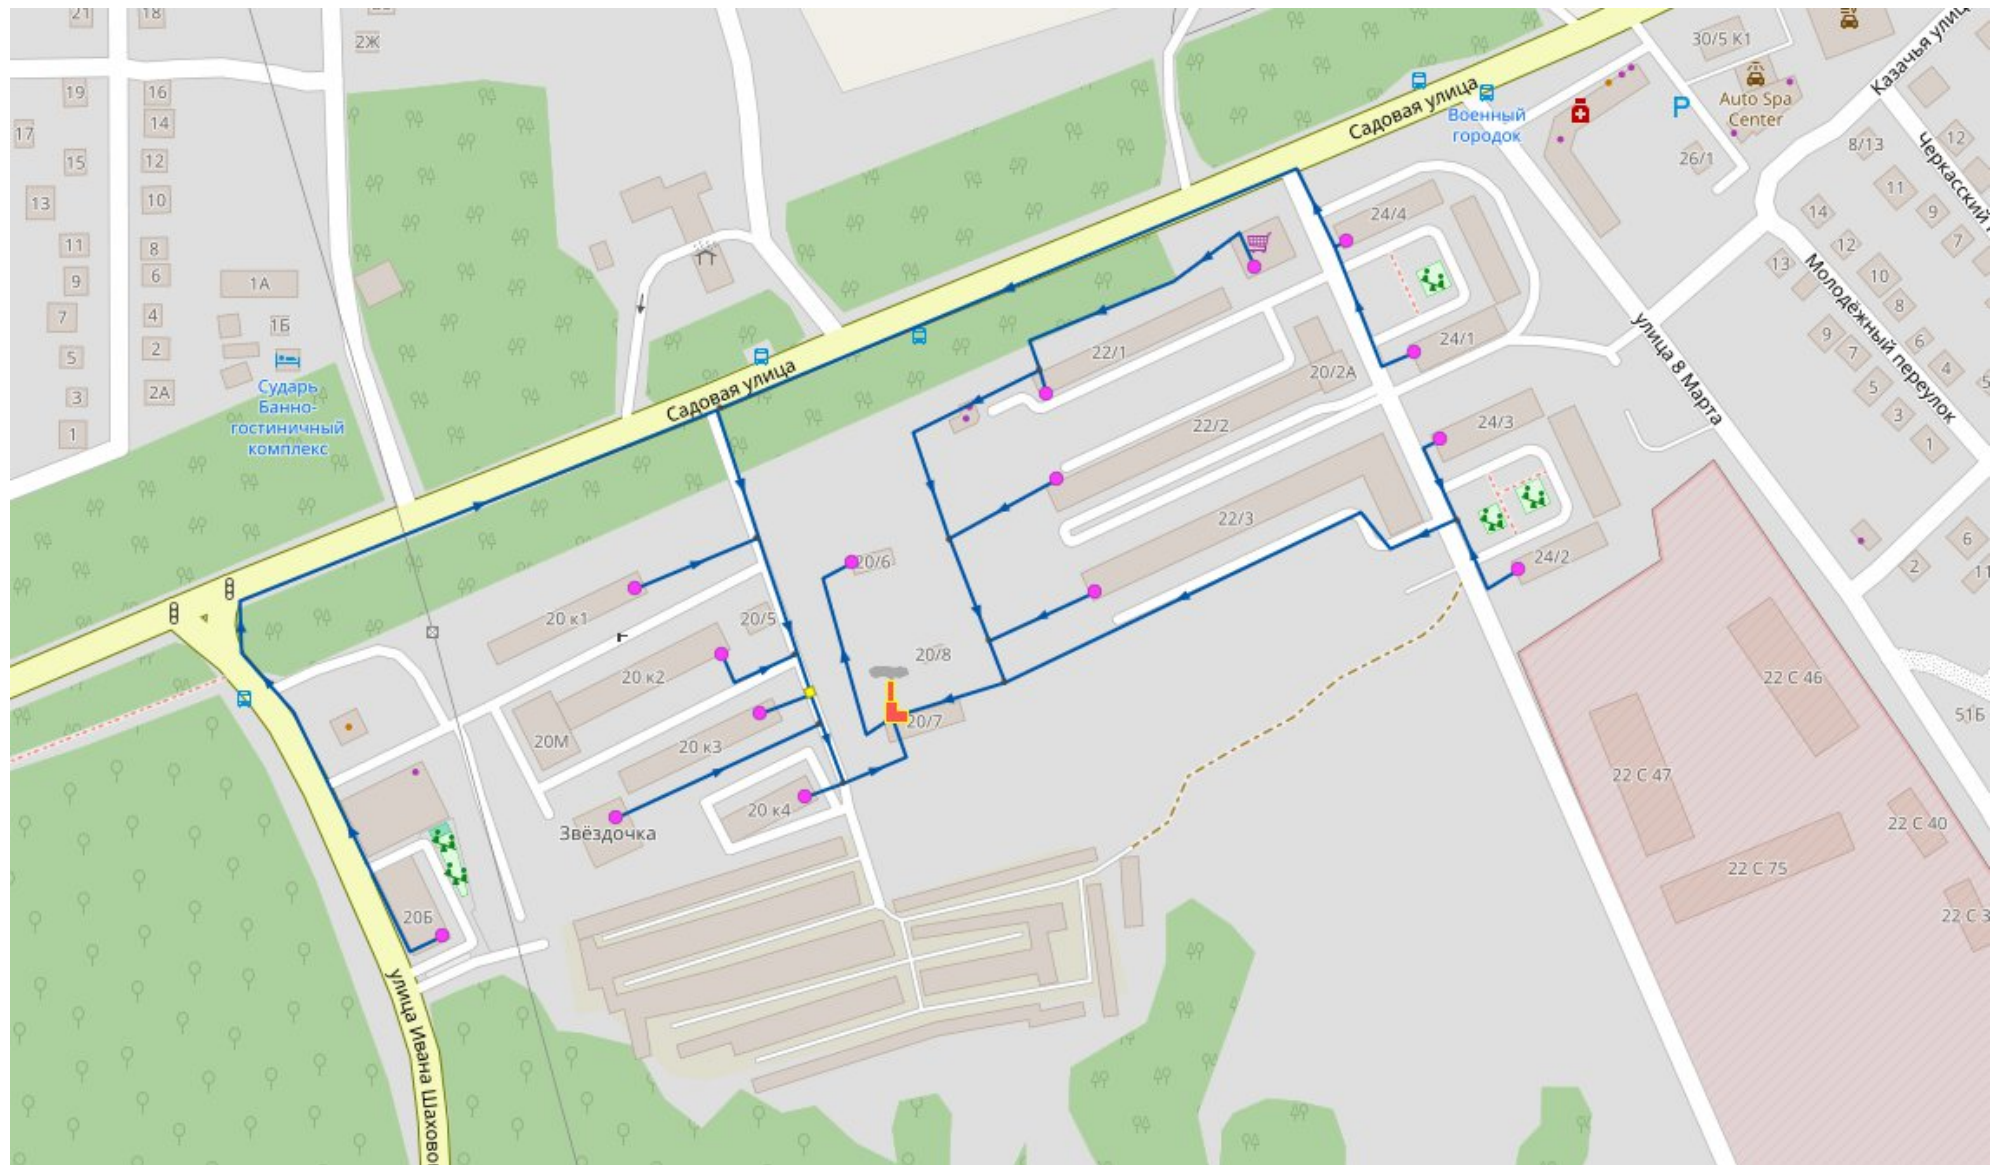 21
18
2Ж
30/5 К1
Казачья улиц
19
16
17
14
15
12
13
10
11
8
9
6
7
4
5
2
3
2А
1
1А
1Б
Сударь
Банно-
гостиничный
комплекс
Садовая улица
Военный
городок
Auto Spa
Center
P
26/1
8/13
12
Черкасский
11
9
7
14
12
13
10
8
6
4
9
7
5
3
1
Молодёжный переулок
улица 8 Марта
24/4
24/1
22/1
20/2А
Садовая улица
22/2
24/3
22/3
24/2
20/6
20 к1
20/5
20/8
20 к2
20/7
20М
20 к3
20 к4
Звёздочка
20Б
улица Ивана Шахово
6
2
11
22 С 46
51Б
22 С 47
22 С 40
22 С 75
22 С 3